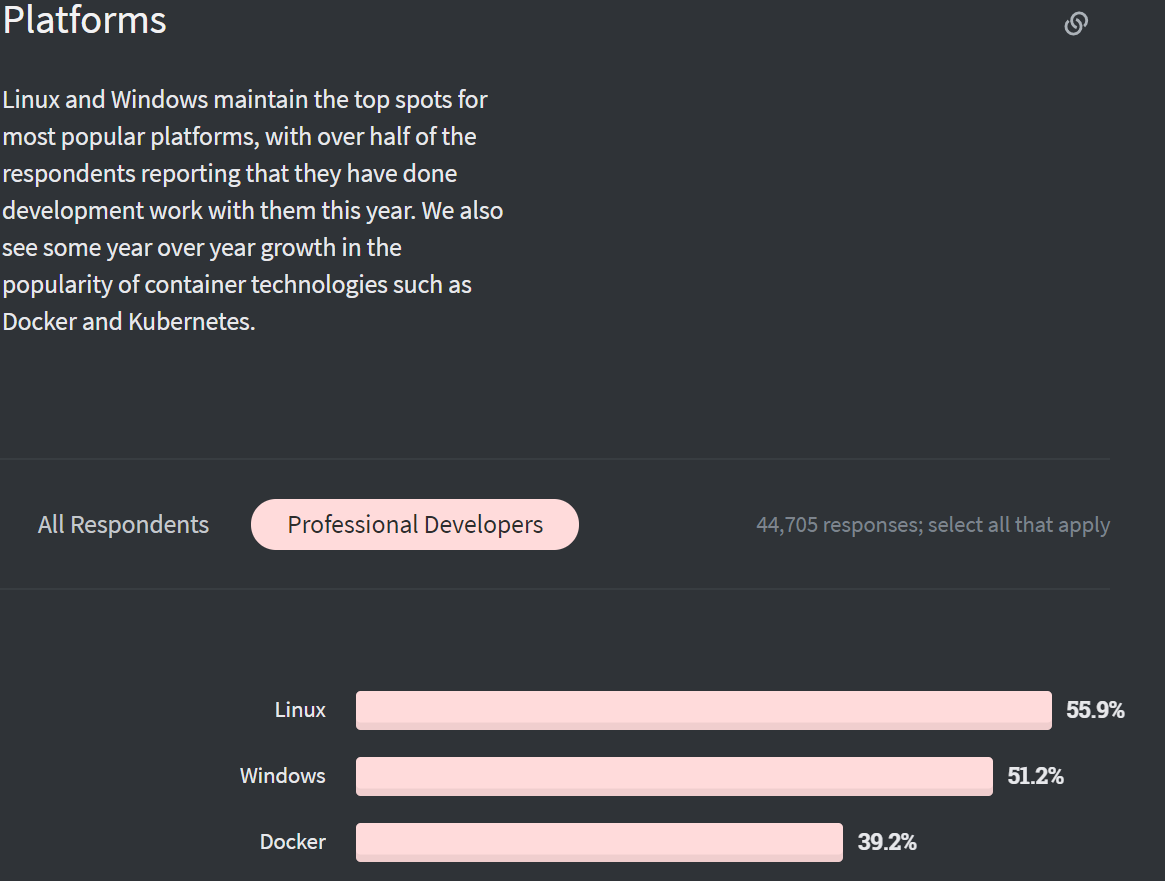 Platforms
Linux and Windows maintain the top spots for
most popular platforms, with over half of the
respondents reporting that they have done
development work with them this year. We also
see some year over year growth in the
popularity of container technologies such as
Docker and Kubernetes.
All Respondents
Professional Developers
44,705 responses; select all that apply
Linux 55.9%
Windows 51.2%
Docker 39.2%